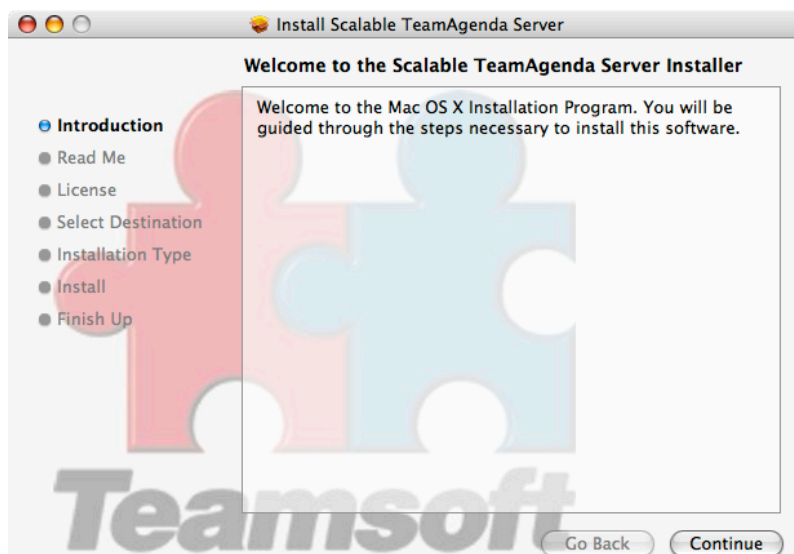 Install Scalable TeamAgenda Server
Welcome to the Scalable TeamAgenda Server Installer
Introduction
Read Me
License
Select Destination
Installation Type
Install
Finish Up
Welcome to the Mac OS X Installation Program. You will be
guided through the steps necessary to install this software.
Teamsoft
Go Back
Continue